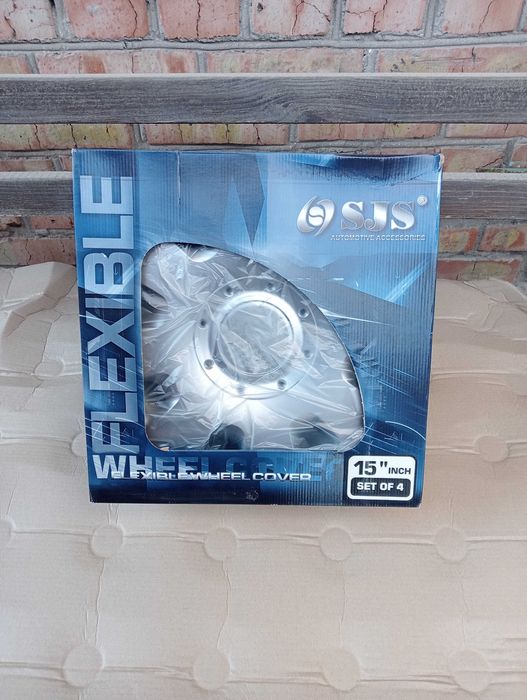 SJS®
AUTOMOTIVE ACCESSORIES
FLEXIBLE
WHEEL COVER
FLEXIBLE WHEEL COVER
15" INCH
SET OF 4